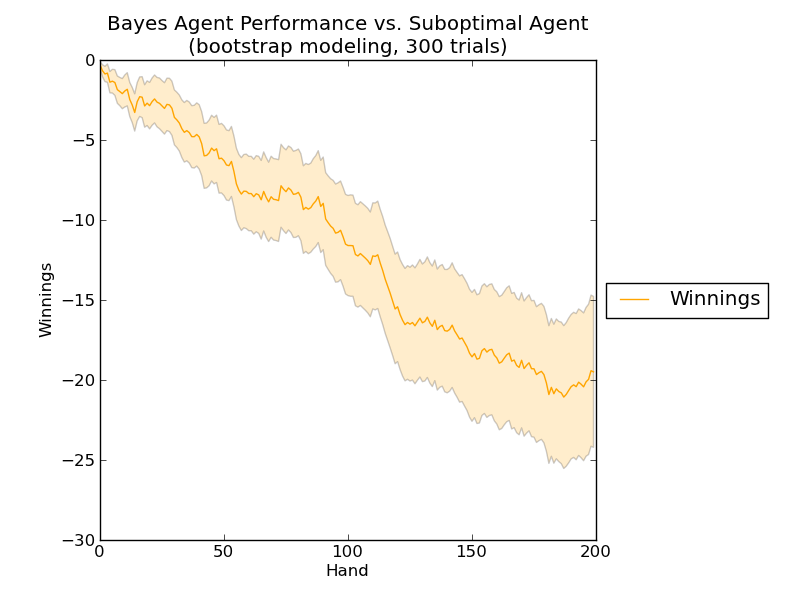 Bayes Agent Performance vs. Suboptimal Agent
(bootstrap modeling, 300 trials)
0
−5
−10
−15
−20
−25
−30
Winnings
0
50
100
150
200
Hand
Winnings